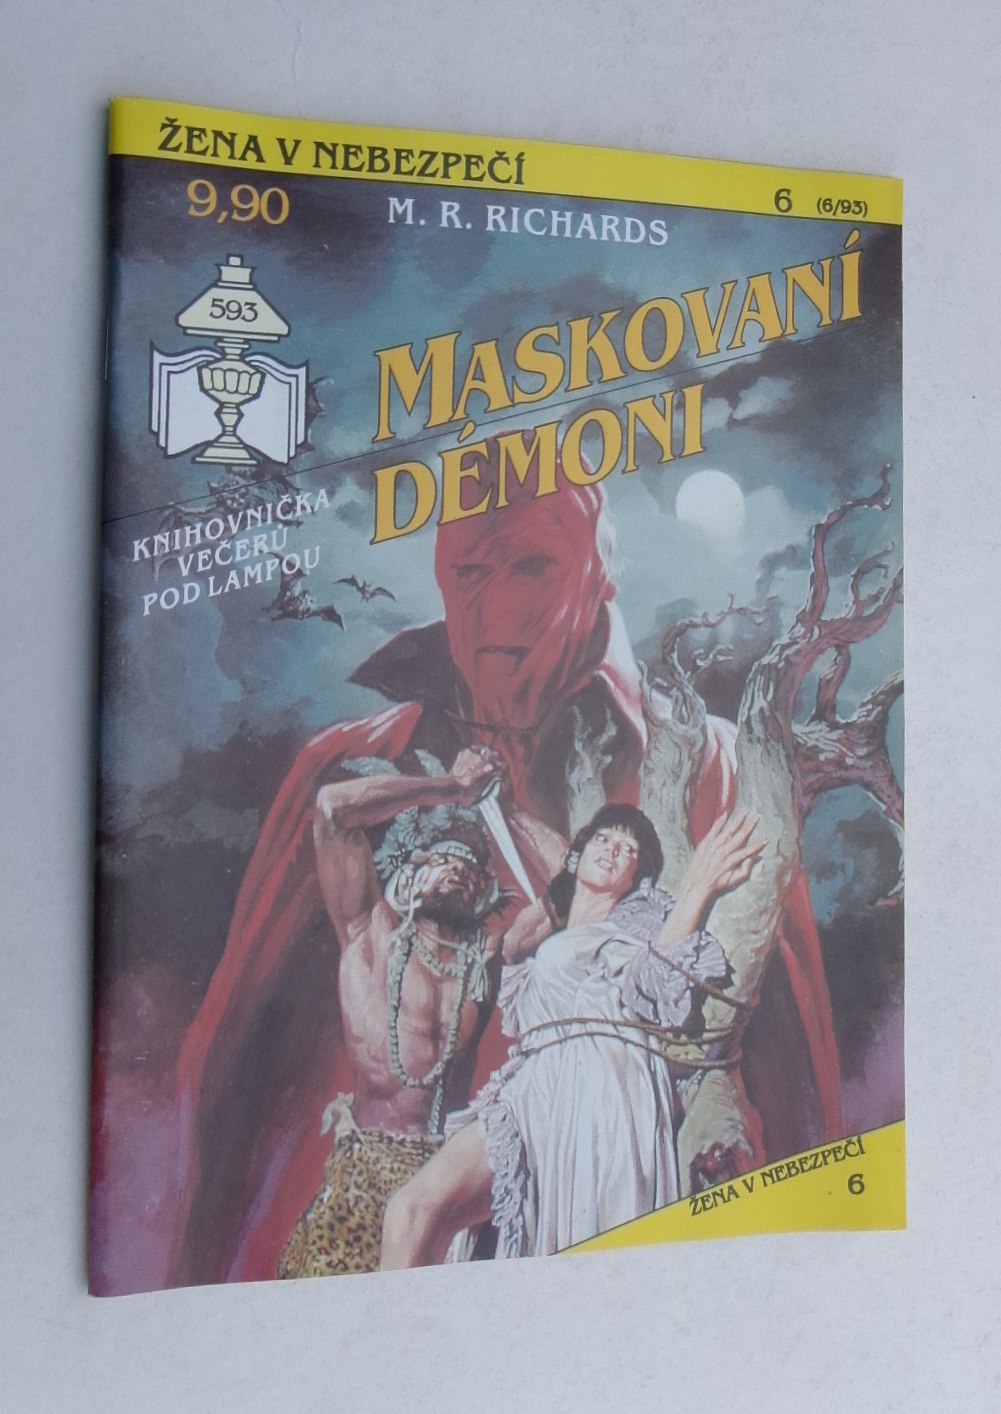 ŽENA V NEBEZPEČÍ
6 (6/93)
9,90
M. R. RICHARDS
593
MASKOVANÍ
DÉMONI
KNIHOVNIČKA
VEČERŮ
POD LAMPOU
ŽENA V NEBEZPEČÍ
6